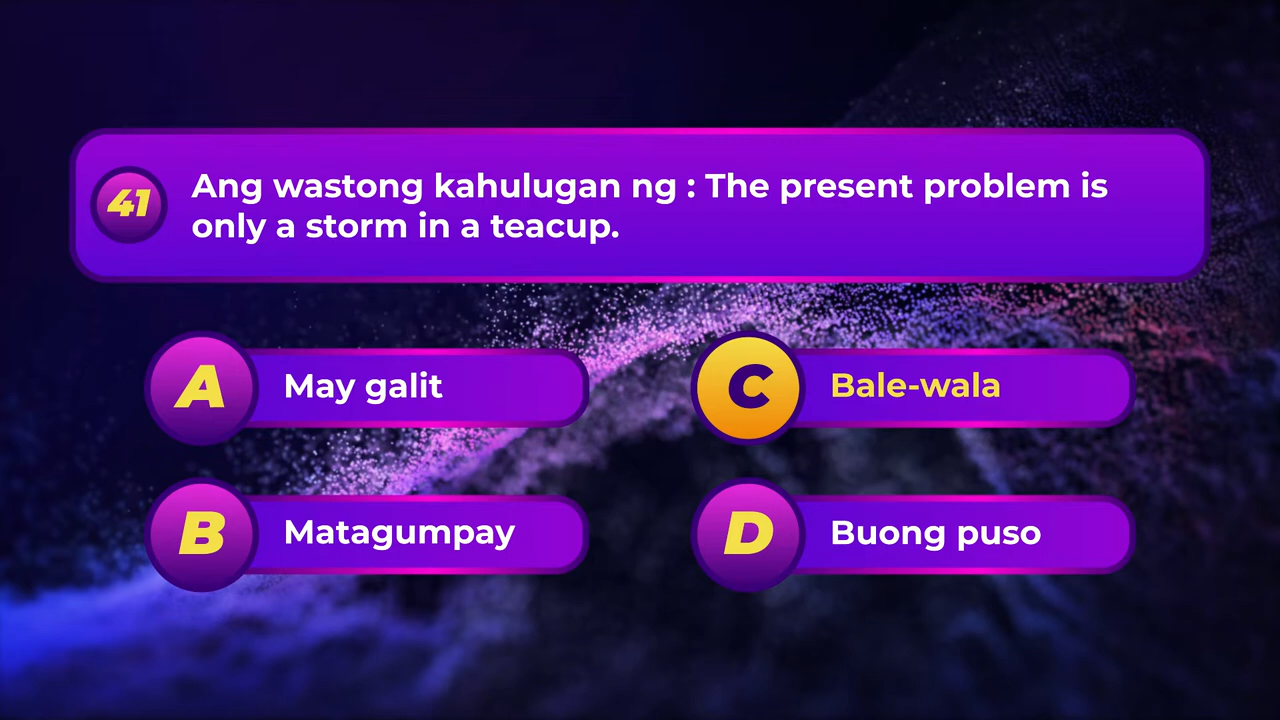 41
Ang wastong kahulugan ng : The present problem is
only a storm in a teacup.
A May galit
B Matagumpay
C Bale-wala
D Buong puso